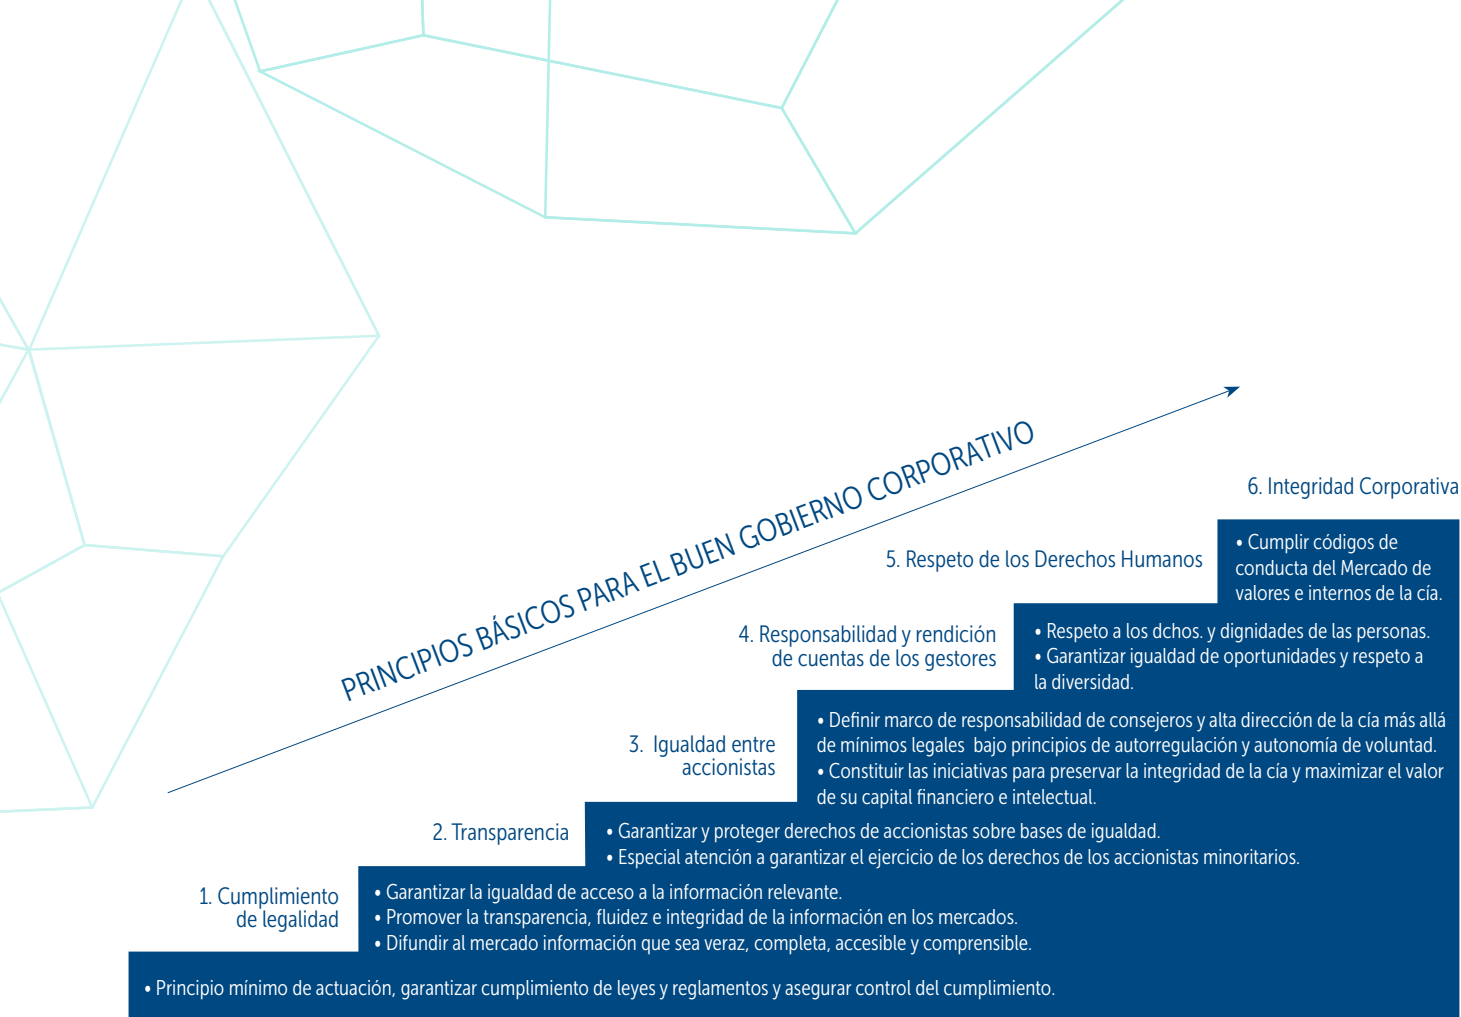 PRINCIPIOS BÁSICOS PARA EL BUEN GOBIERNO CORPORATIVO
6. Integridad Corporativa
• Cumplir códigos de
conducta del Mercado de
valores e internos de la cía.
5. Respeto de los Derechos Humanos
• Respeto a los dchos. y dignidades de las personas.
• Garantizar igualdad de oportunidades y respeto a
la diversidad.
4. Responsabilidad y rendición
de cuentas de los gestores
• Definir marco de responsabilidad de consejeros y alta dirección de la cía más allá
de mínimos legales bajo principios de autorregulación y autonomía de voluntad.
• Constituir las iniciativas para preservar la integridad de la cía y maximizar el valor
de su capital financiero e intelectual.
3. Igualdad entre
accionistas
• Garantizar y proteger derechos de accionistas sobre bases de igualdad.
• Especial atención a garantizar el ejercicio de los derechos de los accionistas minoritarios.
2. Transparencia
• Garantizar la igualdad de acceso a la información relevante.
• Promover la transparencia, fluidez e integridad de la información en los mercados.
• Difundir al mercado información que sea veraz, completa, accesible y comprensible.
1. Cumplimiento
de legalidad
• Principio mínimo de actuación, garantizar cumplimiento de leyes y reglamentos y asegurar control del cumplimiento.